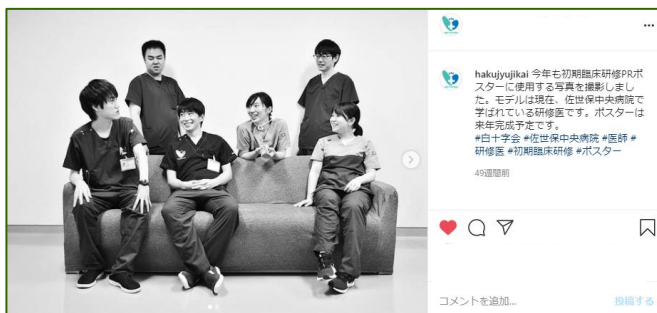 hakujyujikai 今年も初期臨床研修PRポ
スターに使用する写真を撮影しまし
た。モデルは現在、佐世保中央病院で
学ばれている研修医です。ポスターは
来年完成予定です。
#白十字会 #佐世保中央病院 #医師 #
研修医 #初期臨床研修 #ポスター
49週間前
コメントを追加...
投稿する